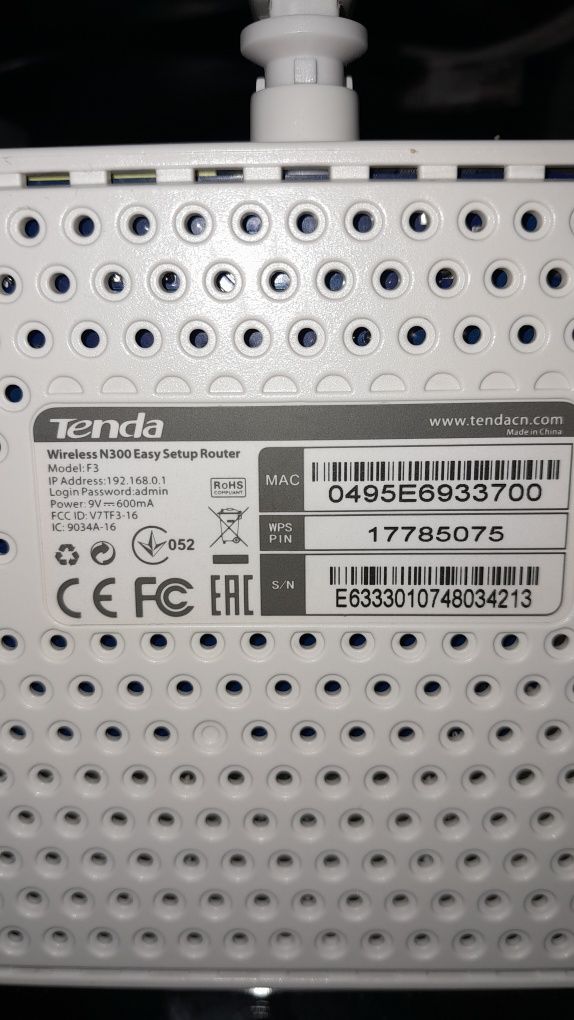 Tenda
www.tendacn.com
Made in China
Wireless N300 Easy Setup Router
Model: F3
IP Address:192.168.0.1
Login Password:admin
Power: 9V⎓600mA
FCC ID: V7TF3-16
IC: 9034A-16
RoHS
COMPLIANT
052
CE FC EAC
MAC
0495E6933700
WPS
PIN
17785075
S/N
E6333010748034213